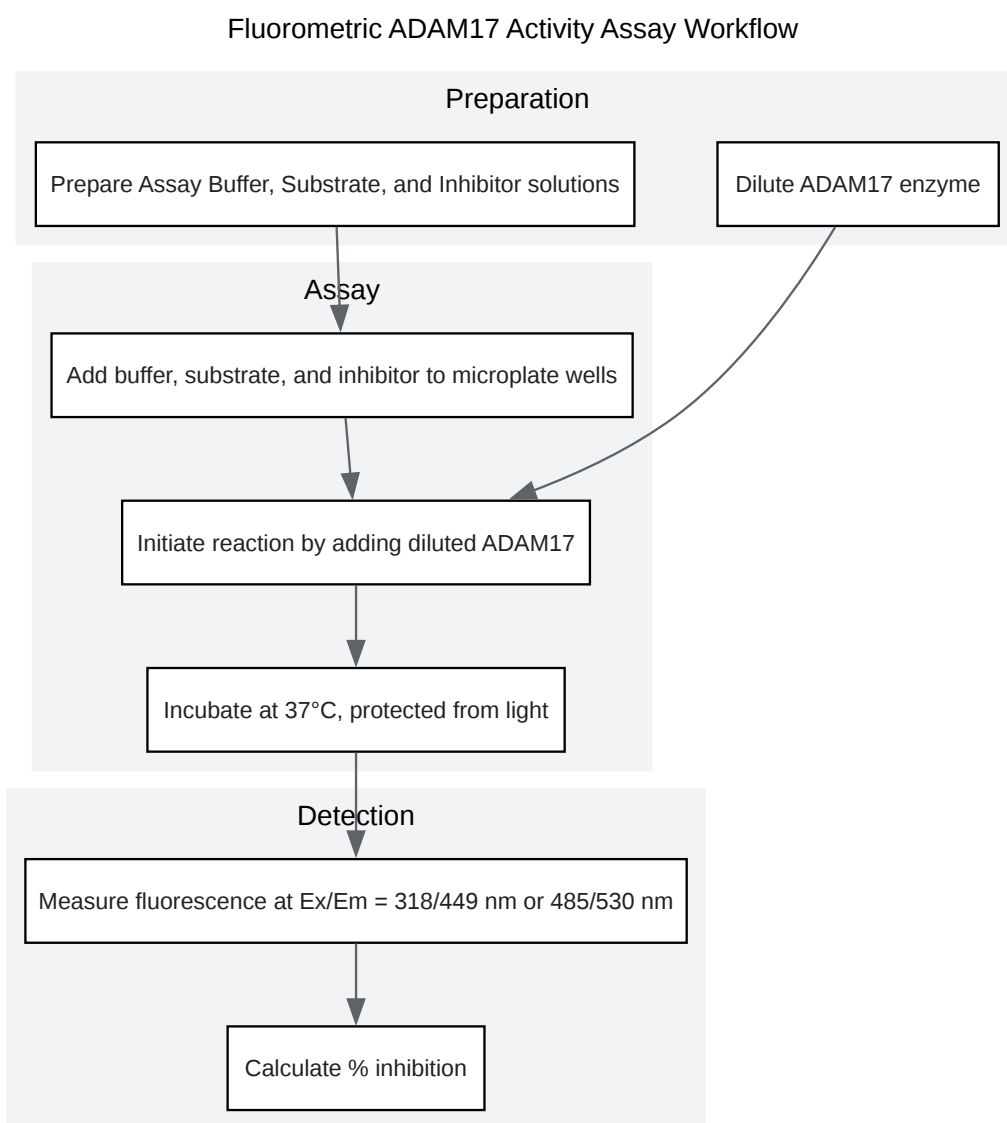 Fluorometric ADAM17 Activity Assay Workflow
Preparation
Prepare Assay Buffer, Substrate, and Inhibitor solutions
Dilute ADAM17 enzyme
Assay
Add buffer, substrate, and inhibitor to microplate wells
Initiate reaction by adding diluted ADAM17
Incubate at 37°C, protected from light
Detection
Measure fluorescence at Ex/Em = 318/449 nm or 485/530 nm
Calculate % inhibition